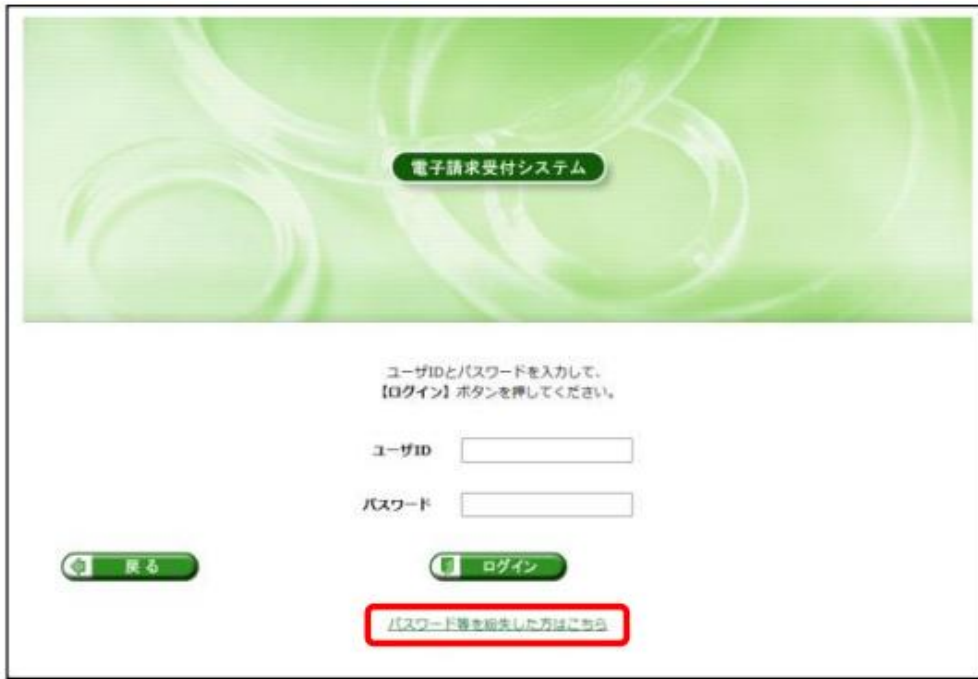 電子請求受付システム
ユーザIDとパスワードを入力して、
【ログイン】ボタンを押してください。
ユーザID
パスワード
戻る
ログイン
パスワード等を紛失した方はこちら